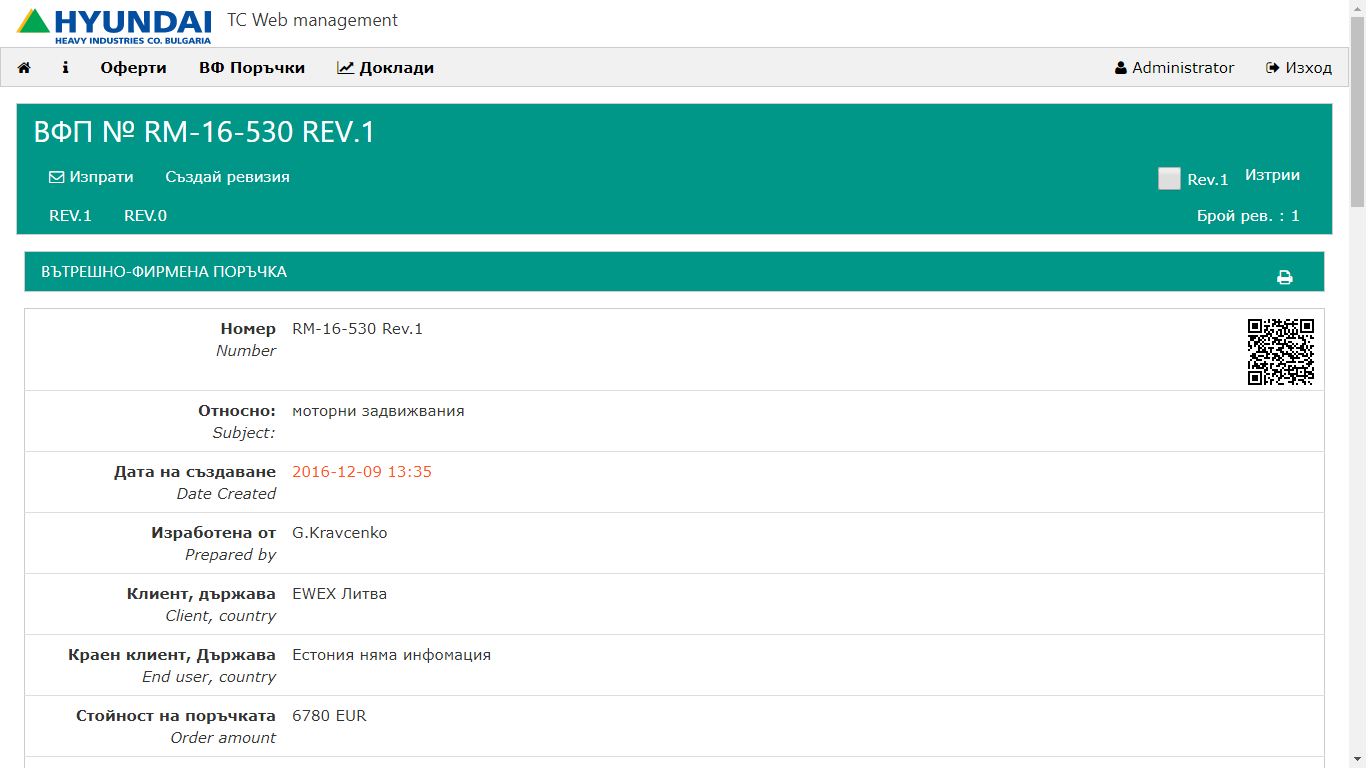 HYUNDAI
HEAVY INDUSTRIES CO. BULGARIA
TC Web management
Оферти ВФ Поръчки Доклади Administrator Изход
ВФП № RM-16-530 REV.1
Изпрати Създай ревизия Rev.1 Изтрии
REV.1 REV.0 Брой рев. : 1
ВЪТРЕШНО-ФИРМЕНА ПОРЪЧКА
Номер RM-16-530 Rev.1
Number
Относно: моторни задвижвания
Subject:
Дата на създаване 2016-12-09 13:35
Date Created
Изработена от G.Kravcenko
Prepared by
Клиент, държава EWEX Литва
Client, country
Краен клиент, Държава Естония няма инфомация
End user, country
Стойност на поръчката 6780 EUR
Order amount